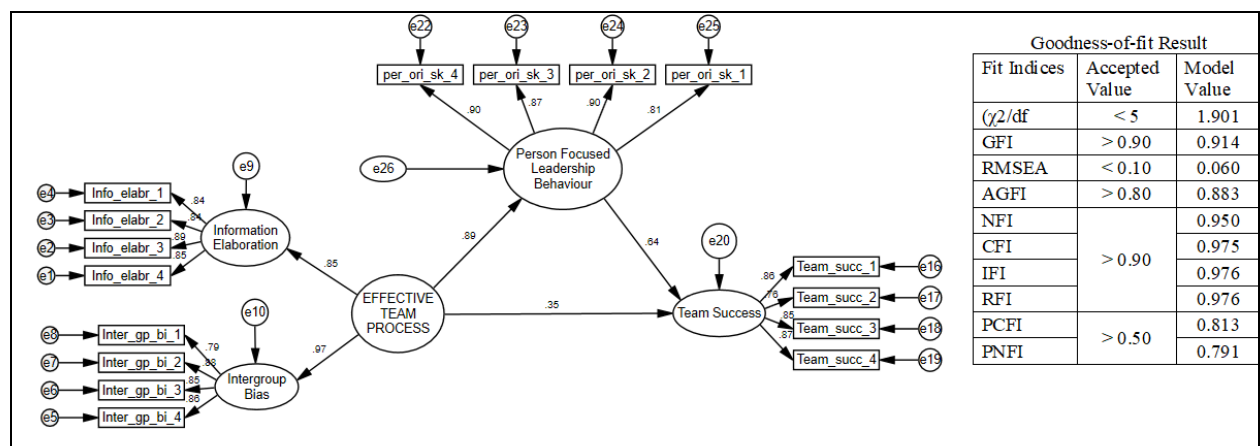 e22
e23
e24
e25
per_ori_sk_4
per_ori_sk_3
per_ori_sk_2
per_ori_sk_1
.90
.87
.90
.81
Person Focused
Leadership
Behaviour
e26
e9
e4
Info_elabr_1
e3
Info_elabr_2
e2
Info_elabr_3
e1
Info_elabr_4
.84
.84
.89
.85
Information
Elaboration
.85
.89
.64
e20
EFFECTIVE
TEAM
PROCESS
.35
Team Success
.86
.76
.85
.87
Team_succ_1
e16
Team_succ_2
e17
Team_succ_3
e18
Team_succ_4
e19
e10
.97
e8
Inter_gp_bi_1
e7
Inter_gp_bi_2
e6
Inter_gp_bi_3
e5
Inter_gp_bi_4
.79
.85
.86
Intergroup
Bias
Goodness-of-fit Result
Fit Indices Accepted Value Model Value
(χ2/df < 5 1.901
GFI > 0.90 0.914
RMSEA < 0.10 0.060
AGFI > 0.80 0.883
NFI > 0.90 0.950
CFI 0.975
IFI 0.976
RFI 0.976
PCFI > 0.50 0.813
PNFI 0.791